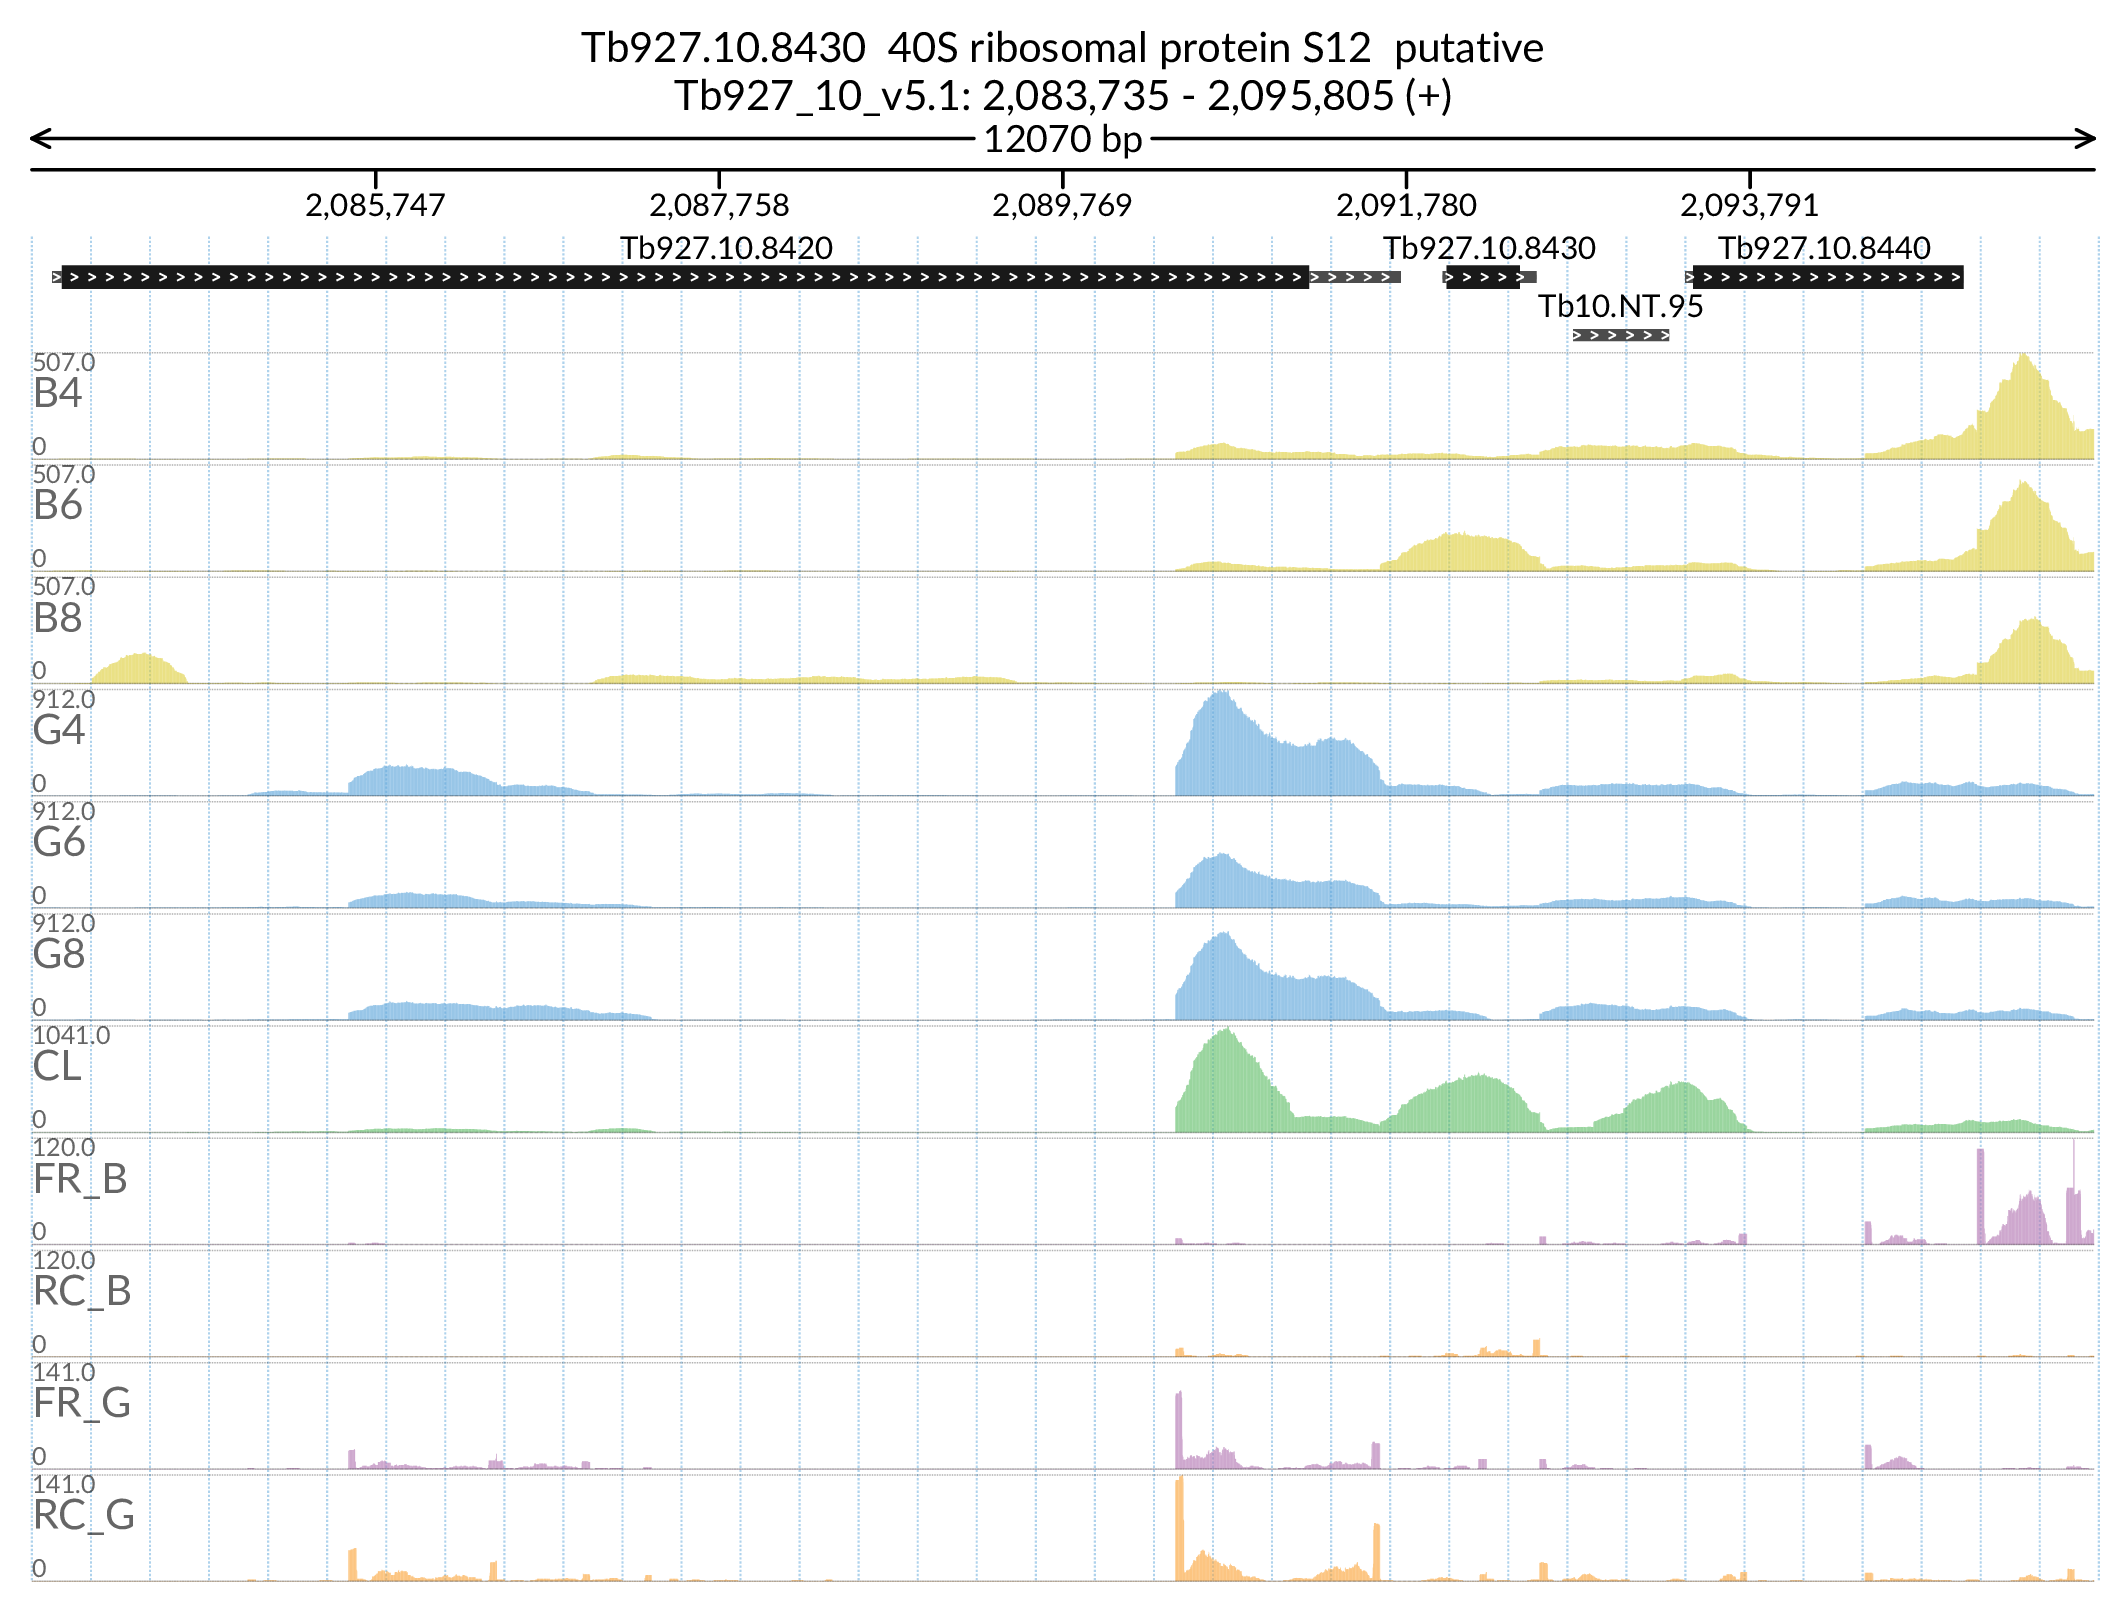 Tb927.10.8430 40S ribosomal protein S12 putative
Tb927_10_v5.1: 2,083,735 - 2,095,805 (+)
12070 bp
2,085,747 2,087,758 2,089,769 2,091,780 2,093,791
Tb927.10.8420 Tb927.10.8430 Tb927.10.8440
Tb10.NT.95
507.0
B4
0
507.0
B6
0
507.0
B8
0
912.0
G4
0
912.0
G6
0
912.0
G8
0
1041.0
CL
0
120.0
FR_B
0
120.0
RC_B
0
141.0
FR_G
0
141.0
RC_G
0